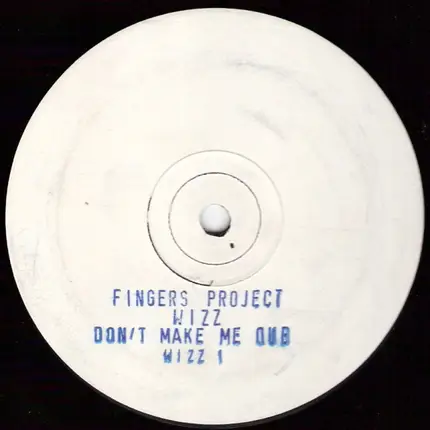 FINGERS PROJECT
WIZZ
DON'T MAKE ME DUB
WIZZ 1